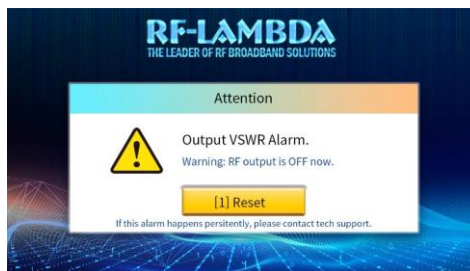 RF-LAMBDA
THE LEADER OF RF BROADBAND SOLUTIONS
Attention
Output VSWR Alarm.
Warning: RF output is OFF now.
[1] Reset
If this alarm happens persitently, please contact tech support.